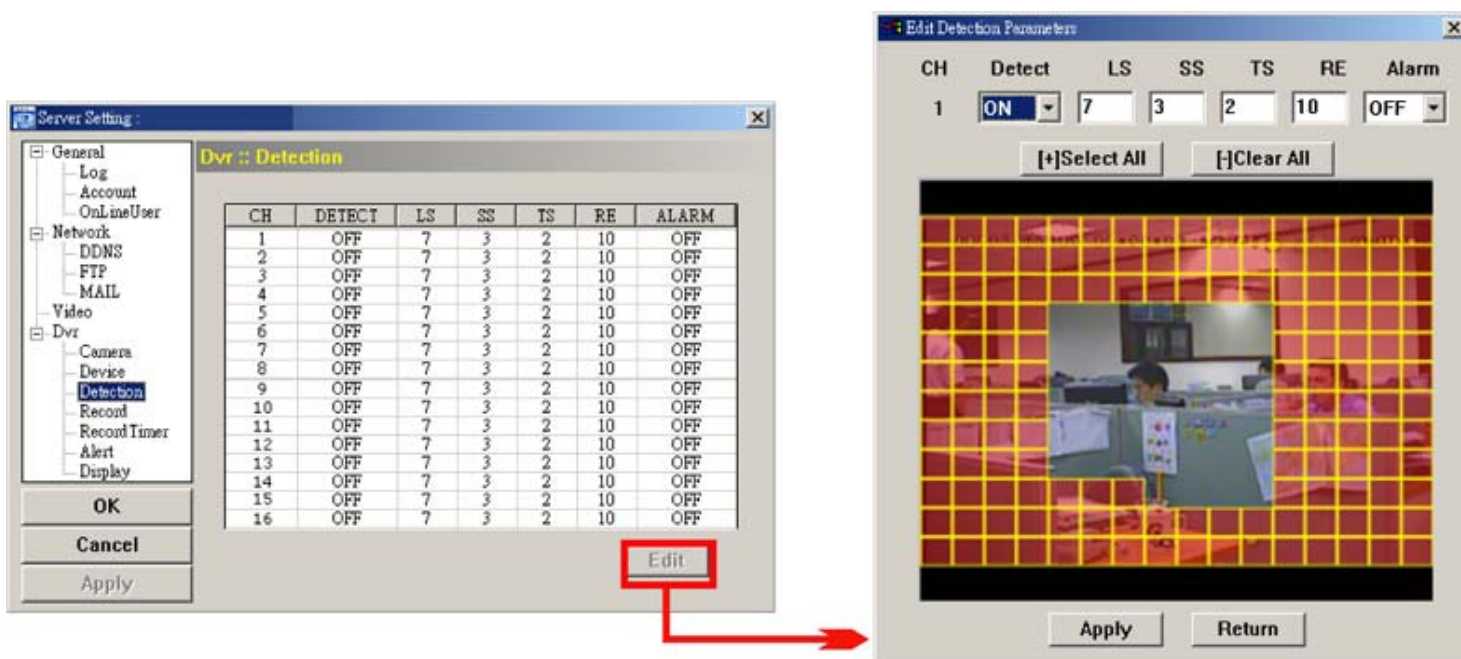 Server Setting :
General
Log
Account
OnLineUser
Network
DDNS
FTP
MAIL
Video
Dvr
Camera
Device
Detection
Record
Record Timer
Alert
Display
OK
Cancel
Apply
Dvr :: Detection
CH DETECT LS SS TS RE ALARM
1 OFF 7 3 2 10 OFF
2 OFF 7 3 2 10 OFF
3 OFF 7 3 2 10 OFF
4 OFF 7 3 2 10 OFF
5 OFF 7 3 2 10 OFF
6 OFF 7 3 2 10 OFF
7 OFF 7 3 2 10 OFF
8 OFF 7 3 2 10 OFF
9 OFF 7 3 2 10 OFF
10 OFF 7 3 2 10 OFF
11 OFF 7 3 2 10 OFF
12 OFF 7 3 2 10 OFF
13 OFF 7 3 2 10 OFF
14 OFF 7 3 2 10 OFF
15 OFF 7 3 2 10 OFF
16 OFF 7 3 2 10 OFF
Edit
Edit Detection Parameters
CH Detect LS SS TS RE Alarm
1 ON 7 3 2 10 OFF
[+]Select All [-]Clear All
Apply Return